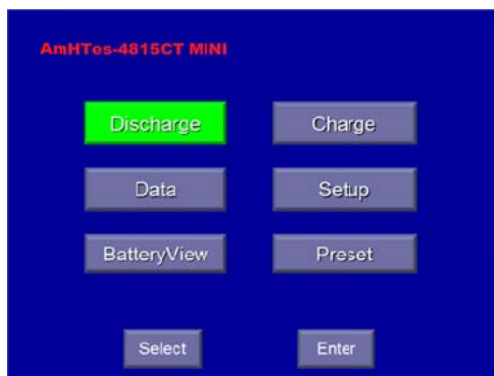 AmHTes-4815CT MINI
Discharge Charge
Data Setup
BatteryView Preset
Select Enter